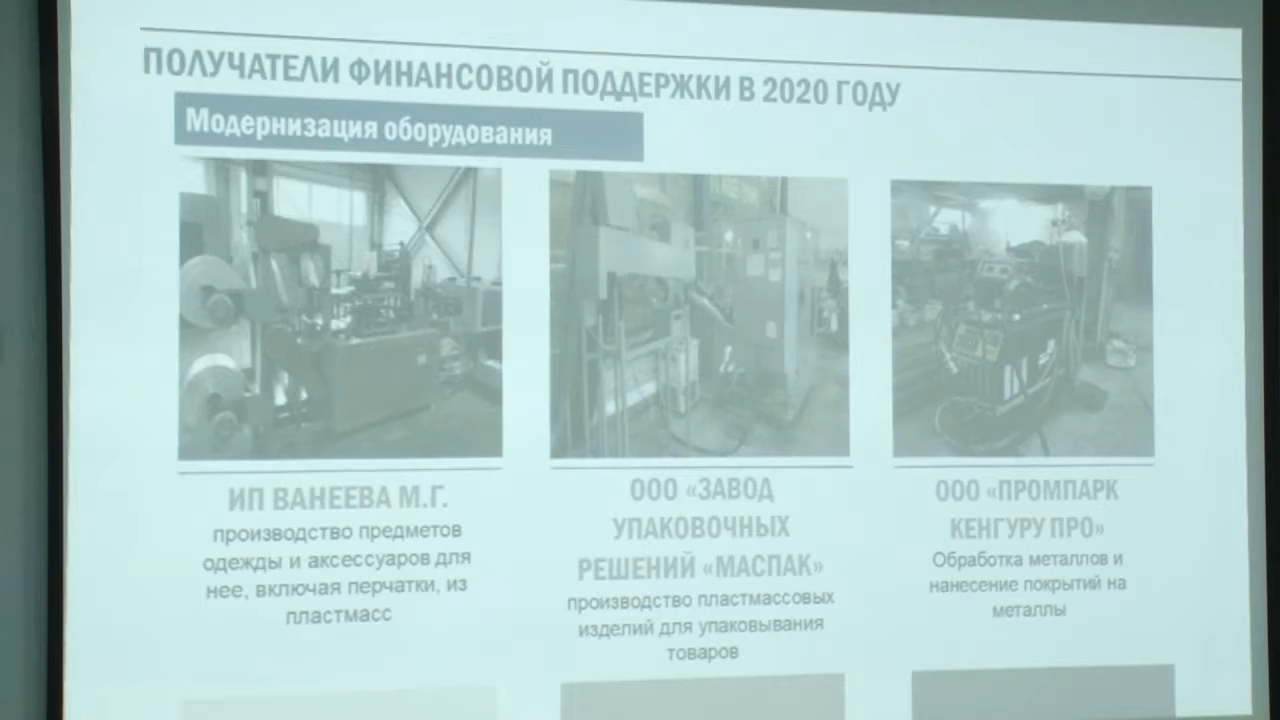 ПОЛУЧАТЕЛИ ФИНАНСОВОЙ ПОДДЕРЖКИ В 2020 ГОДУ
Модернизация оборудования
ИП ВАНЕЕВА М.Г.
производство предметов
одежды и аксессуаров для
нее, включая перчатки, из
пластмасс
ООО «ЗАВОД
УПАКОВОЧНЫХ
РЕШЕНИЙ «МАСПАК»
производство пластмассовых
изделий для упаковывания
товаров
ООО «ПРОМПАРК
КЕНГУРУ ПРО»
Обработка металлов и
нанесение покрытий на
металлы